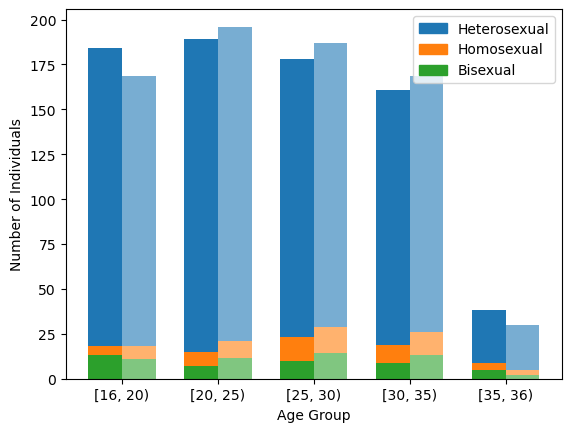 200
175
150
125
100
75
50
25
0
Number of Individuals
Heterosexual
Homosexual
Bisexual
[16, 20) [20, 25) [25, 30) [30, 35) [35, 36)
Age Group